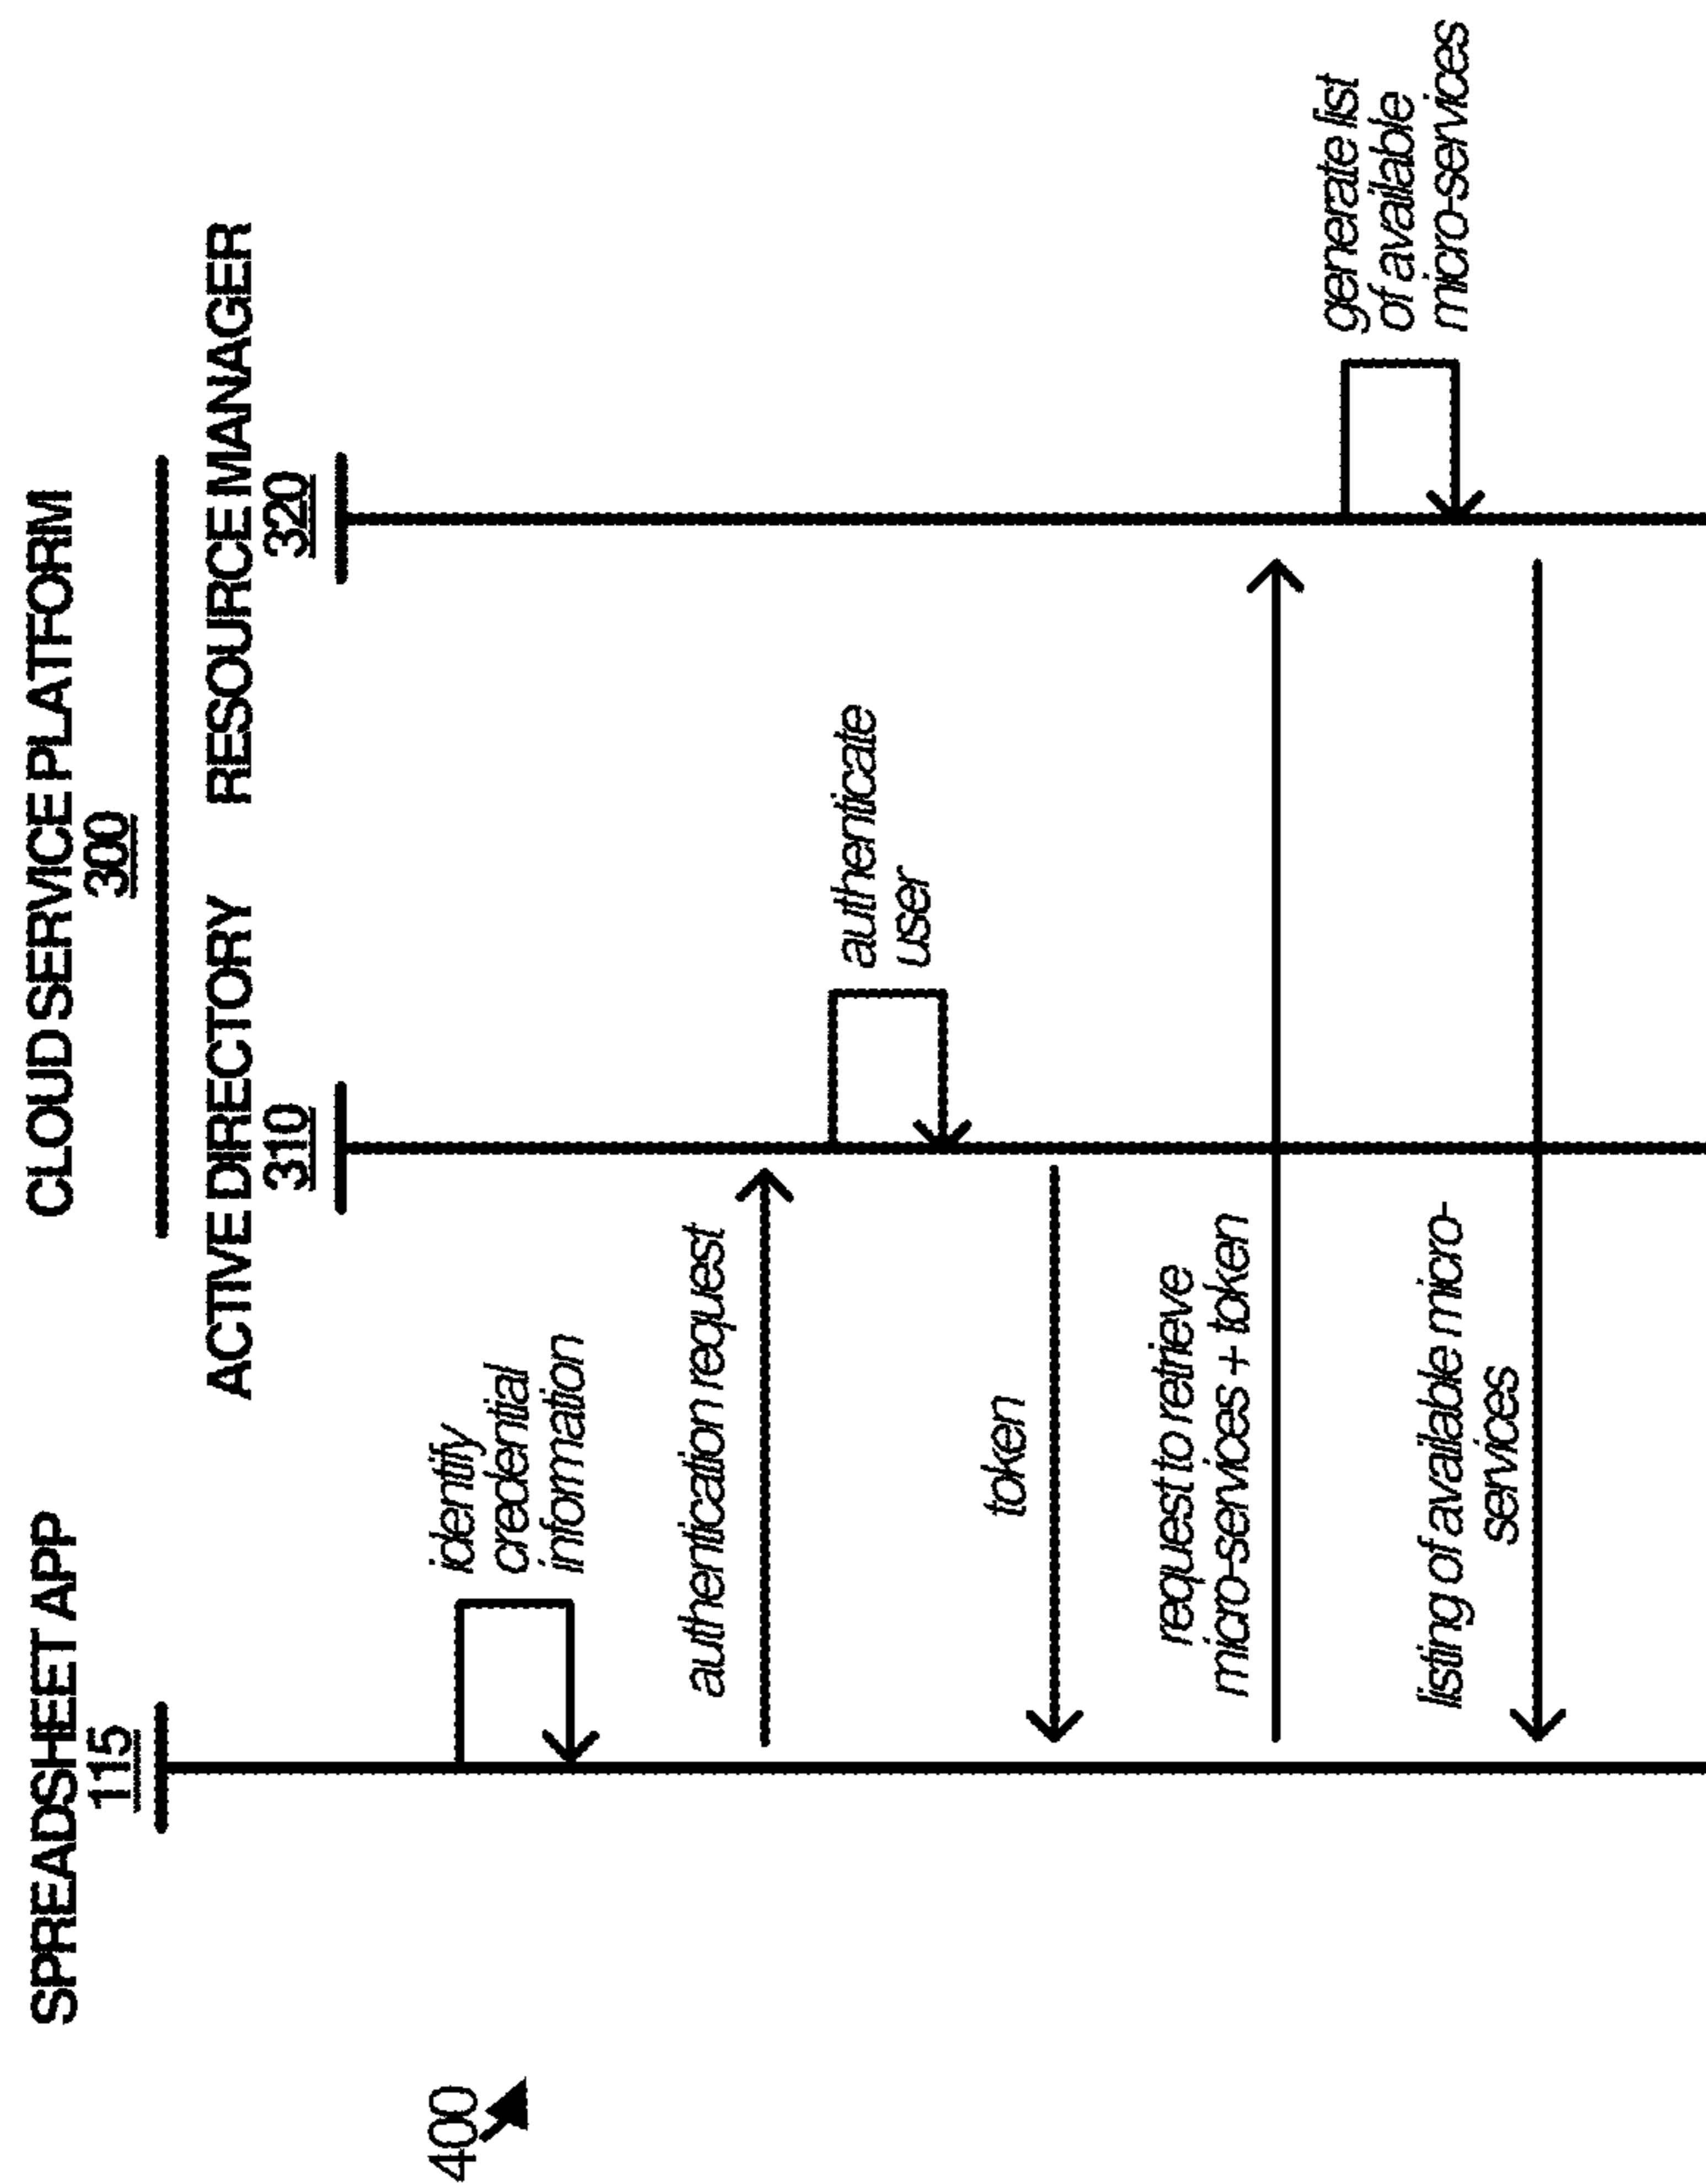 400
SPREADSHEET APP
115
CLOUD SERVICE PLATFORM
300
ACTIVE DIRECTORY
310
RESOURCE MANAGER
320
identify
credential
information
authentication request
authenticate
user
token
request to retrieve
micro-services + token
generate list
of available
micro-services
listing of available micro-
services